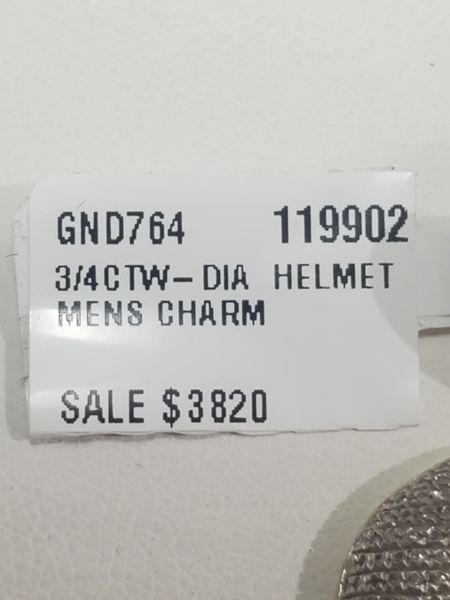 GND764 119902
3/4CTW-DIA HELMET
MENS CHARM
SALE $3820